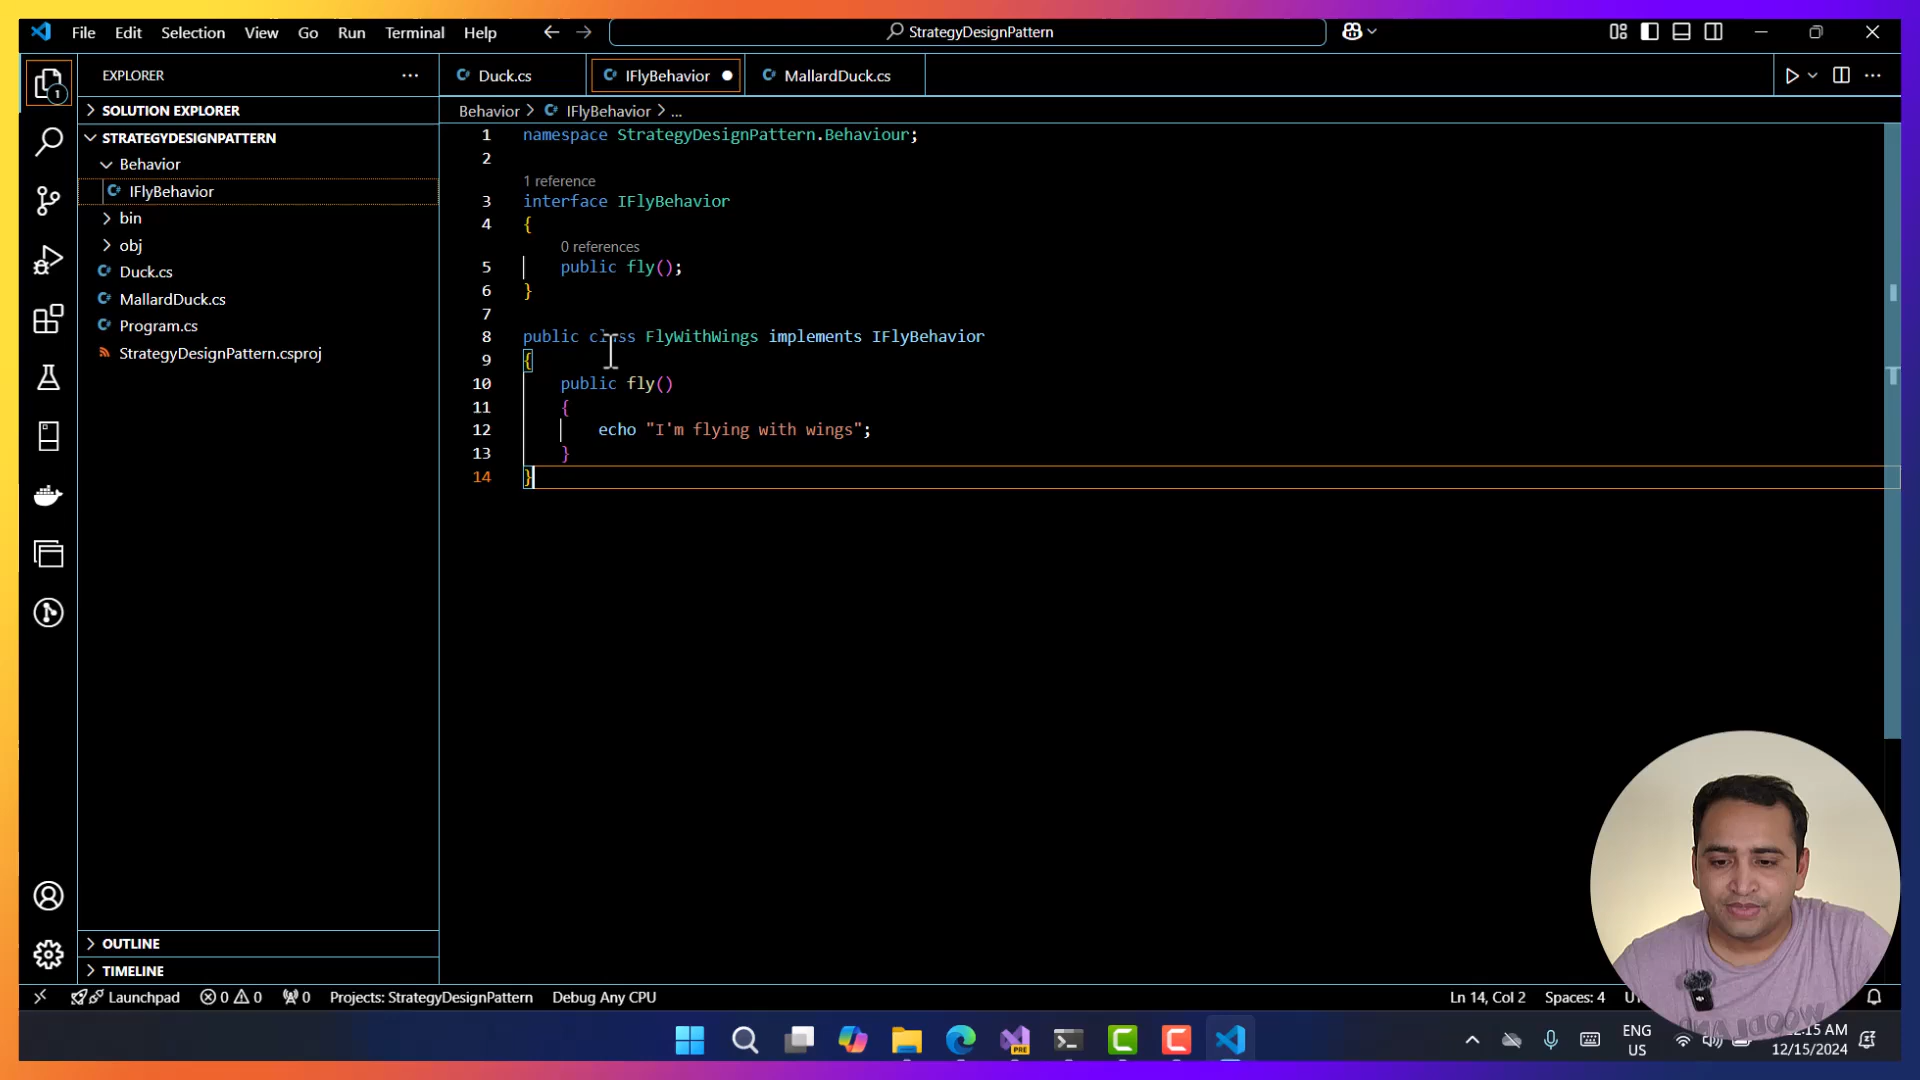 File Edit Selection View Go Run Terminal Help
StrategyDesignPattern
EXPLORER
Duck.cs
IFlyBehavior
MallardDuck.cs
SOLUTION EXPLORER
STRATEGYDESIGNPATTERN
Behavior
IFlyBehavior
bin
obj
Duck.cs
MallardDuck.cs
Program.cs
StrategyDesignPattern.csproj
OUTLINE
TIMELINE
Behavior > IFlyBehavior > ...
1 namespace StrategyDesignPattern.Behaviour;
2
1 reference
3 interface IFlyBehavior
4 {
0 references
5 public fly();
6 }
7
8 public class FlyWithWings implements IFlyBehavior
9 {
10 public fly()
11 {
12 echo "I'm flying with wings";
13 }
14 }
1
Launchpad 0 0 0 Projects: StrategyDesignPattern Debug Any CPU
Ln 14, Col 2 Spaces: 4
PRE
ENG
US
:15 AM
12/15/2024